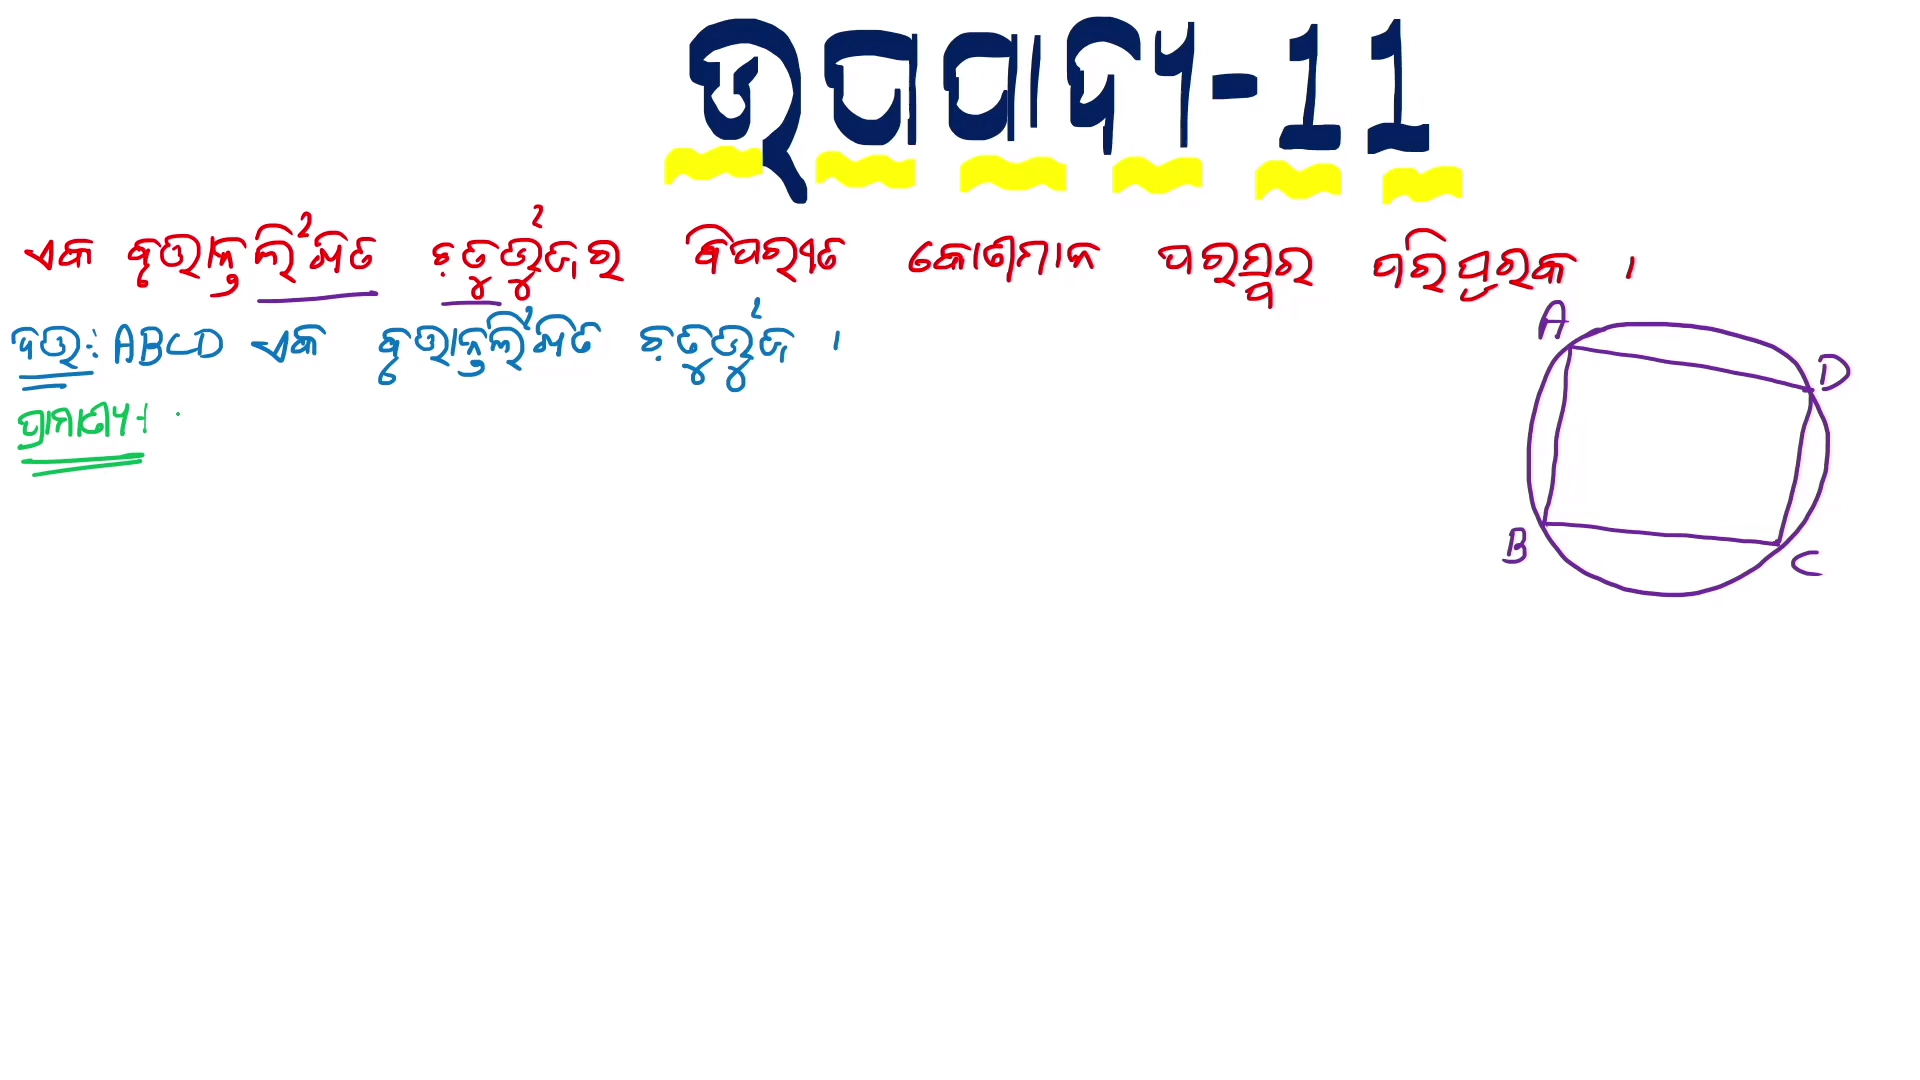 ଉପପାଦ୍ୟ-11
ଏକ ବୃତ୍ତାନ୍ତର୍ଲିଖିତ ଚତୁର୍ଭୁଜର ବିପରୀତ କୋଣମାନ ପରସ୍ପର ପରିପୂରକ ।
ଦତ୍ତ: ABCD ଏକ ବୃତ୍ତାନ୍ତର୍ଲିଖିତ ଚତୁର୍ଭୁଜ ।
ପ୍ରାମାଣ୍ୟ:
A
D
B
C